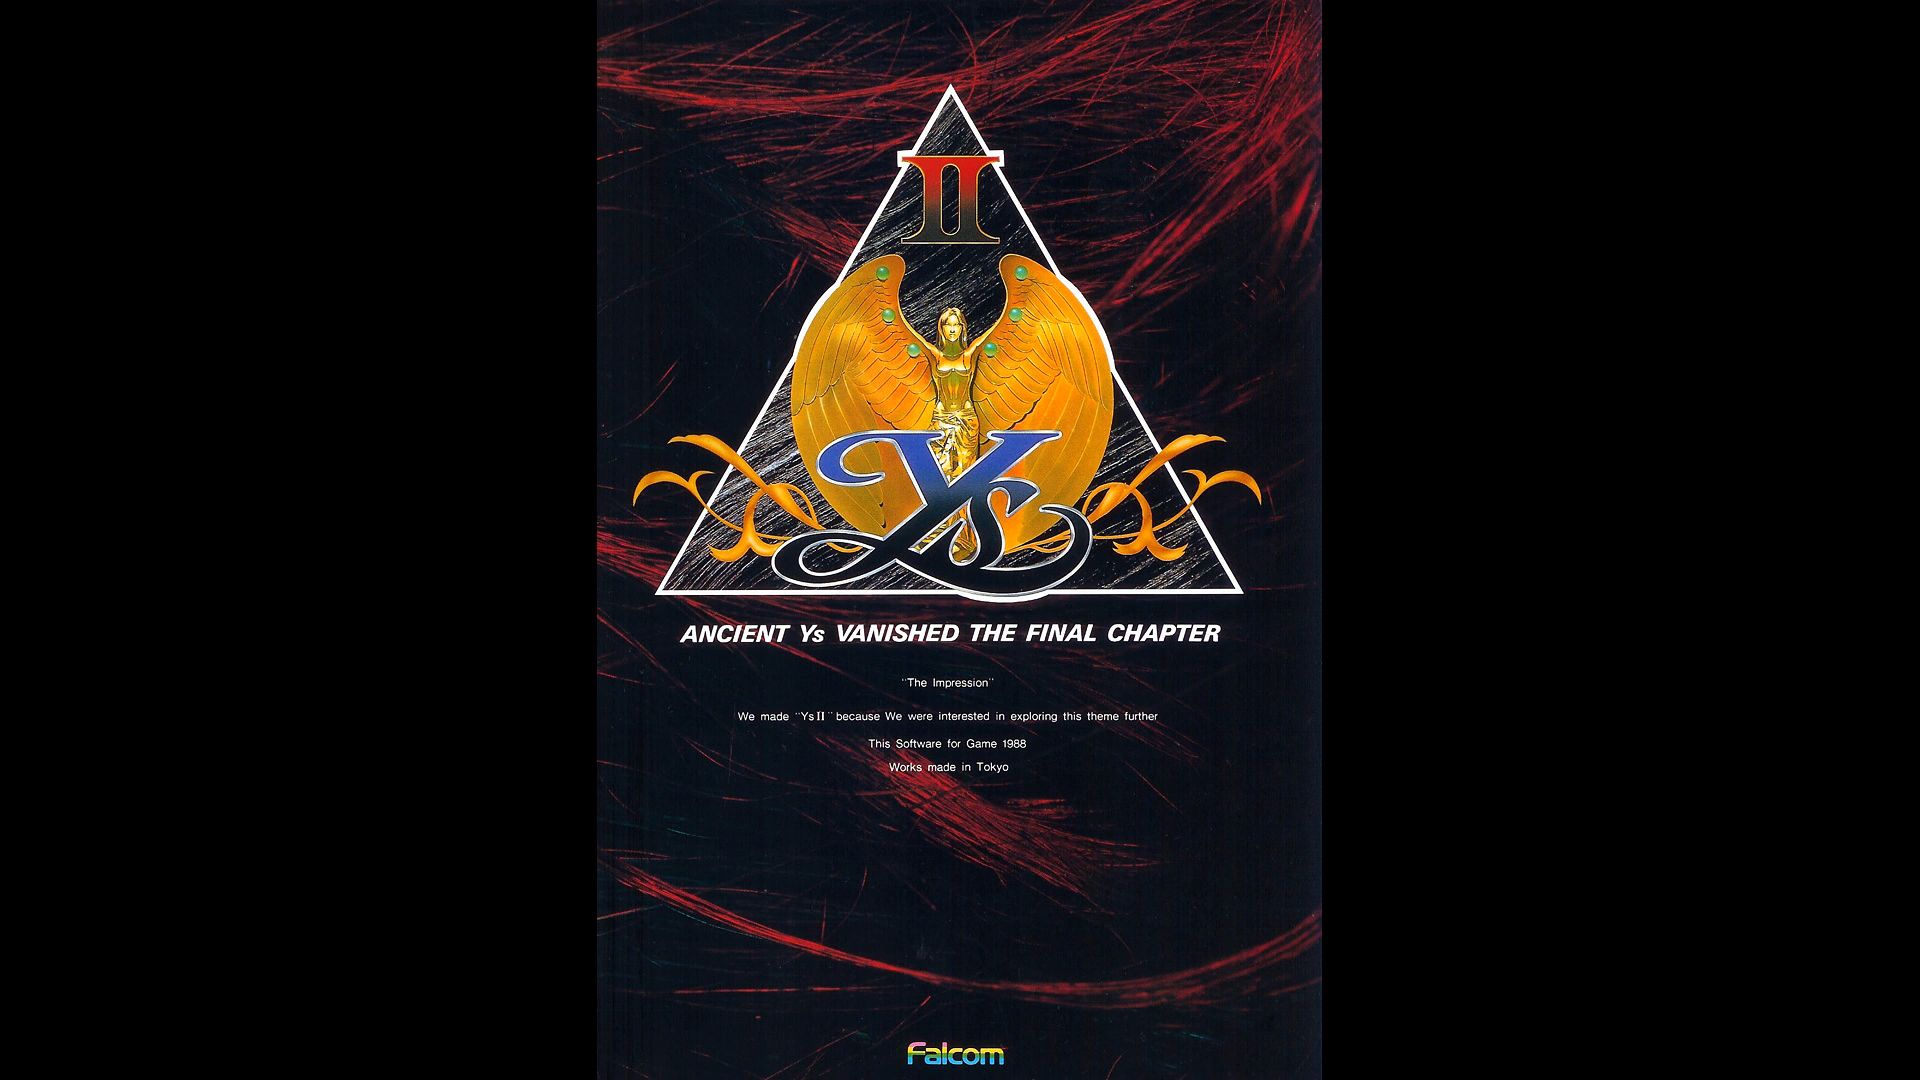 II
Ys
ANCIENT Ys VANISHED THE FINAL CHAPTER
"The Impression"
We made "Ys II" because We were interested in exploring this theme further
This Software for Game 1988
Works made in Tokyo
Falcom